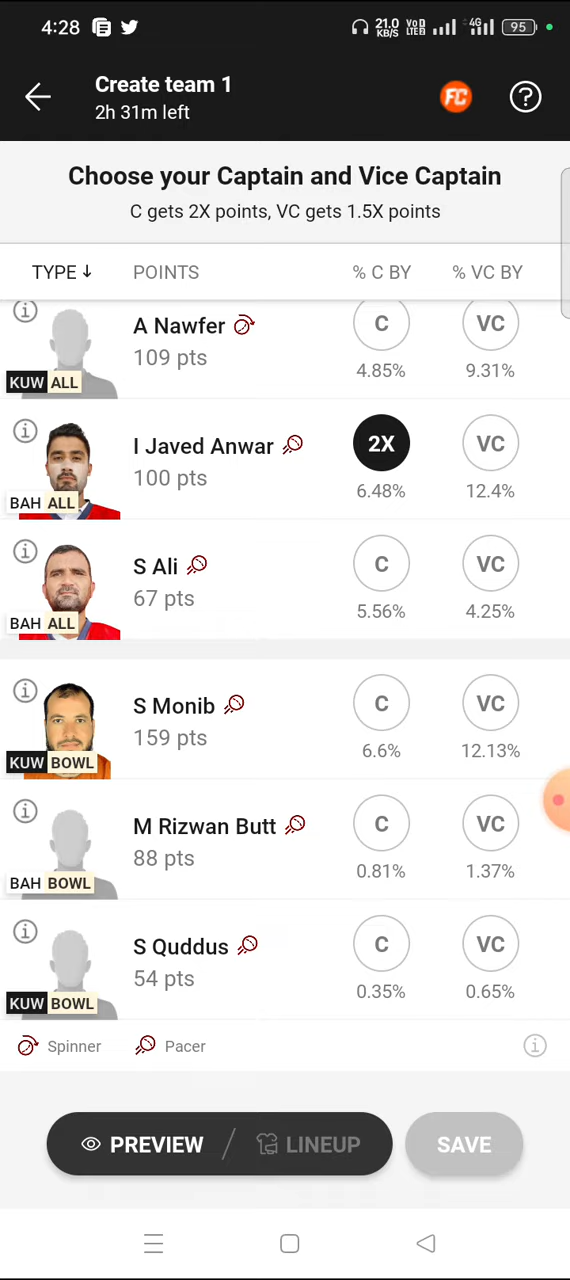 4:28 21.0 KB/S VoD LTE2 4G 95
Create team 1
2h 31m left
FC ?
Choose your Captain and Vice Captain
C gets 2X points, VC gets 1.5X points
TYPE ↓ POINTS % C BY % VC BY
i A Nawfer C VC
109 pts 4.85% 9.31%
KUW ALL
i I Javed Anwar 2X VC
100 pts 6.48% 12.4%
BAH ALL
i S Ali C VC
67 pts 5.56% 4.25%
BAH ALL
i S Monib C VC
159 pts 6.6% 12.13%
KUW BOWL
i M Rizwan Butt C VC
88 pts 0.81% 1.37%
BAH BOWL
i S Quddus C VC
54 pts 0.35% 0.65%
KUW BOWL
Spinner Pacer i
PREVIEW / LINEUP SAVE